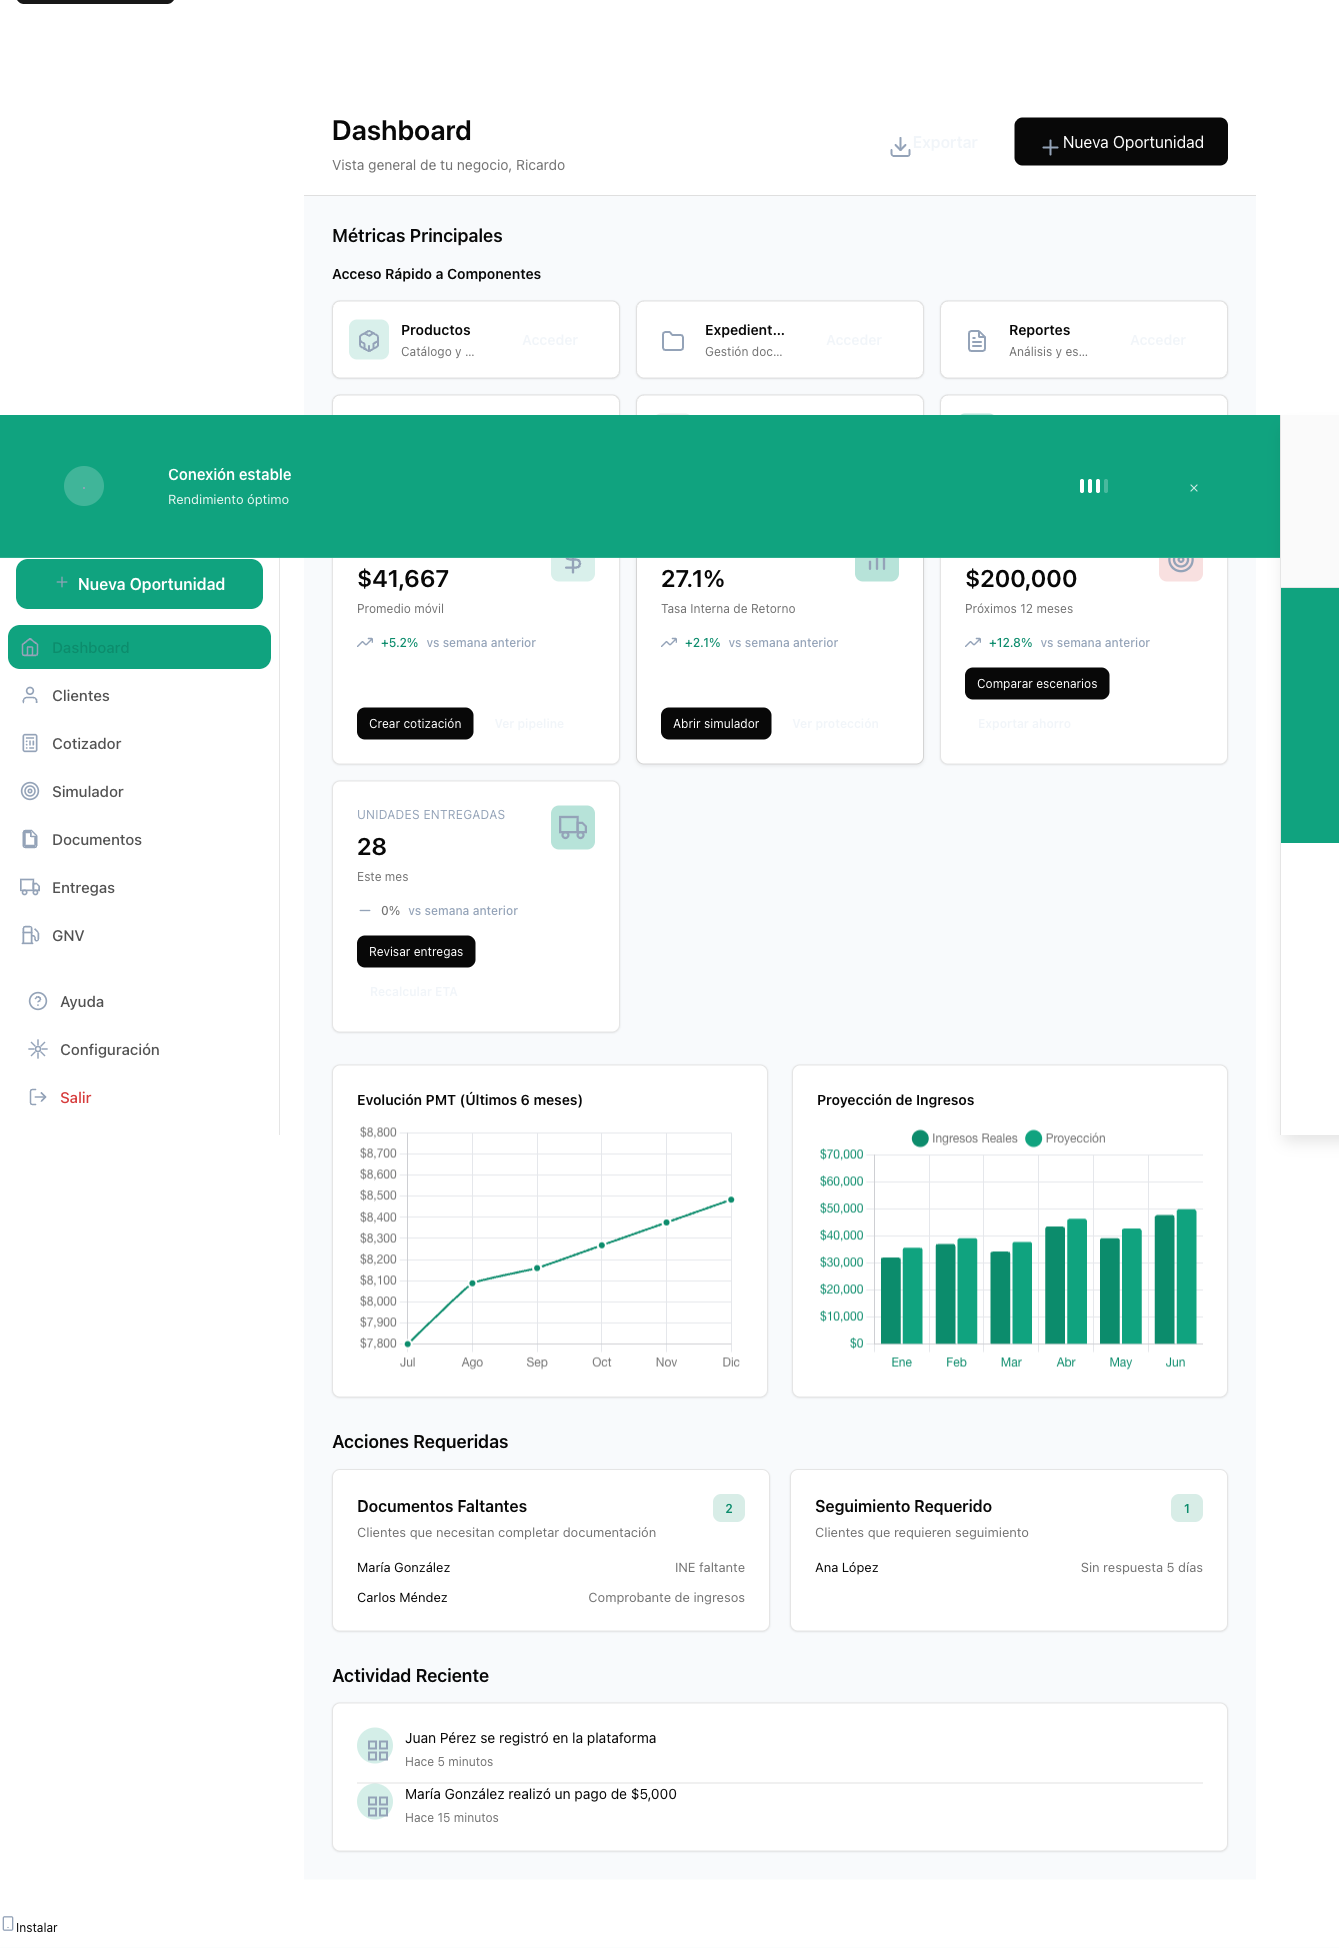 Dashboard
Vista general de tu negocio, Ricardo
Exportar
Nueva Oportunidad
Métricas Principales
Acceso Rápido a Componentes
Productos
Catálogo y ...
Acceder
Expedient...
Gestión doc...
Acceder
Reportes
Análisis y es...
Acceder
Conexión estable
Rendimiento óptimo
×
Nueva Oportunidad
Dashboard
Clientes
Cotizador
Simulador
Documentos
Entregas
GNV
Ayuda
Configuración
Salir
$41,667
Promedio móvil
+5.2% vs semana anterior
Crear cotización
Ver pipeline
27.1%
Tasa Interna de Retorno
+2.1% vs semana anterior
Abrir simulador
Ver protección
$200,000
Próximos 12 meses
+12.8% vs semana anterior
Comparar escenarios
Exportar ahorro
UNIDADES ENTREGADAS
28
Este mes
0% vs semana anterior
Revisar entregas
Recalcular ETA
Evolución PMT (Últimos 6 meses)
$8,800
$8,700
$8,600
$8,500
$8,400
$8,300
$8,200
$8,100
$8,000
$7,900
$7,800
Jul Ago Sep Oct Nov Dic
Proyección de Ingresos
Ingresos Reales Proyección
$70,000
$60,000
$50,000
$40,000
$30,000
$20,000
$10,000
$0
Ene Feb Mar Abr May Jun
Acciones Requeridas
Documentos Faltantes
2
Clientes que necesitan completar documentación
María González INE faltante
Carlos Méndez Comprobante de ingresos
Seguimiento Requerido
1
Clientes que requieren seguimiento
Ana López Sin respuesta 5 días
Actividad Reciente
Juan Pérez se registró en la plataforma
Hace 5 minutos
María González realizó un pago de $5,000
Hace 15 minutos
Instalar